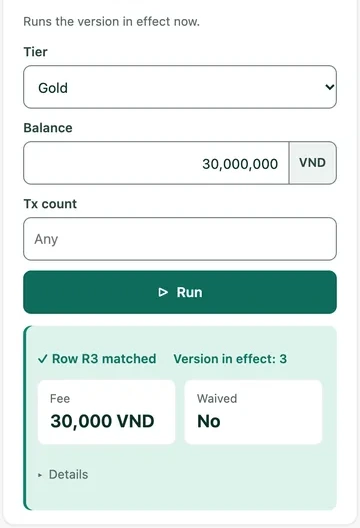 Runs the version in effect now.
Tier
Gold
Balance
30,000,000 VND
Tx count
Any
Run
✓ Row R3 matched Version in effect: 3
Fee Waived
30,000 VND No
Details